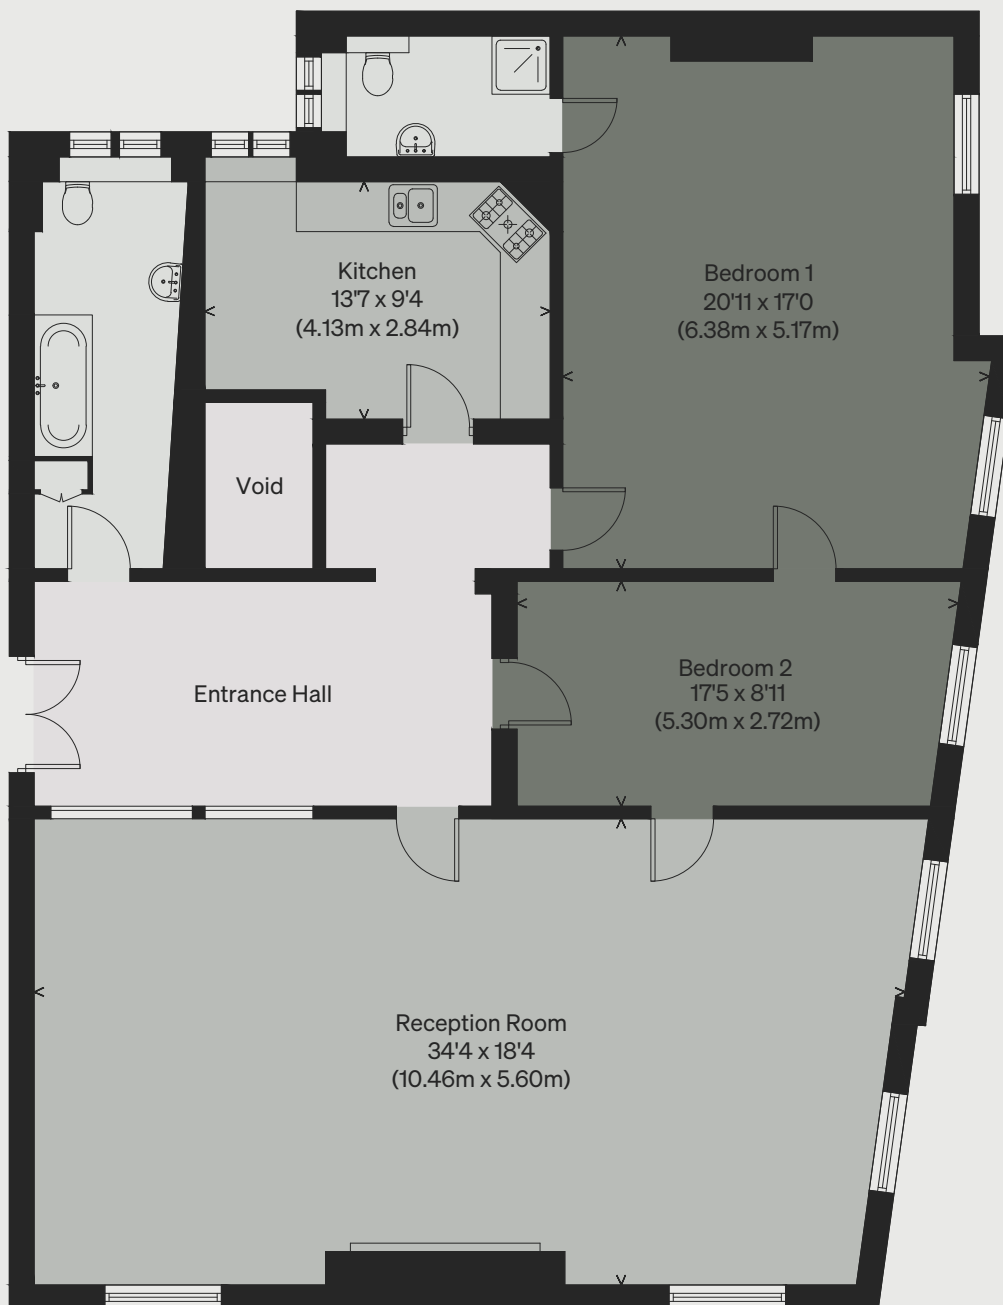 Kitchen
13'7 x 9'4
(4.13m x 2.84m)
Bedroom 1
20'11 x 17'0
(6.38m x 5.17m)
Void
Entrance Hall
Bedroom 2
17'5 x 8'11
(5.30m x 2.72m)
Reception Room
34'4 x 18'4
(10.46m x 5.60m)